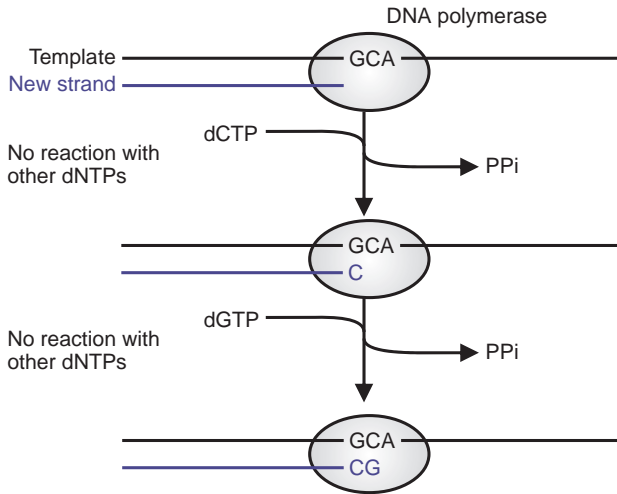 DNA polymerase
Template
GCA
New strand
dCTP
No reaction with
other dNTPs
PPi
GCA
C
dGTP
No reaction with
other dNTPs
PPi
GCA
CG